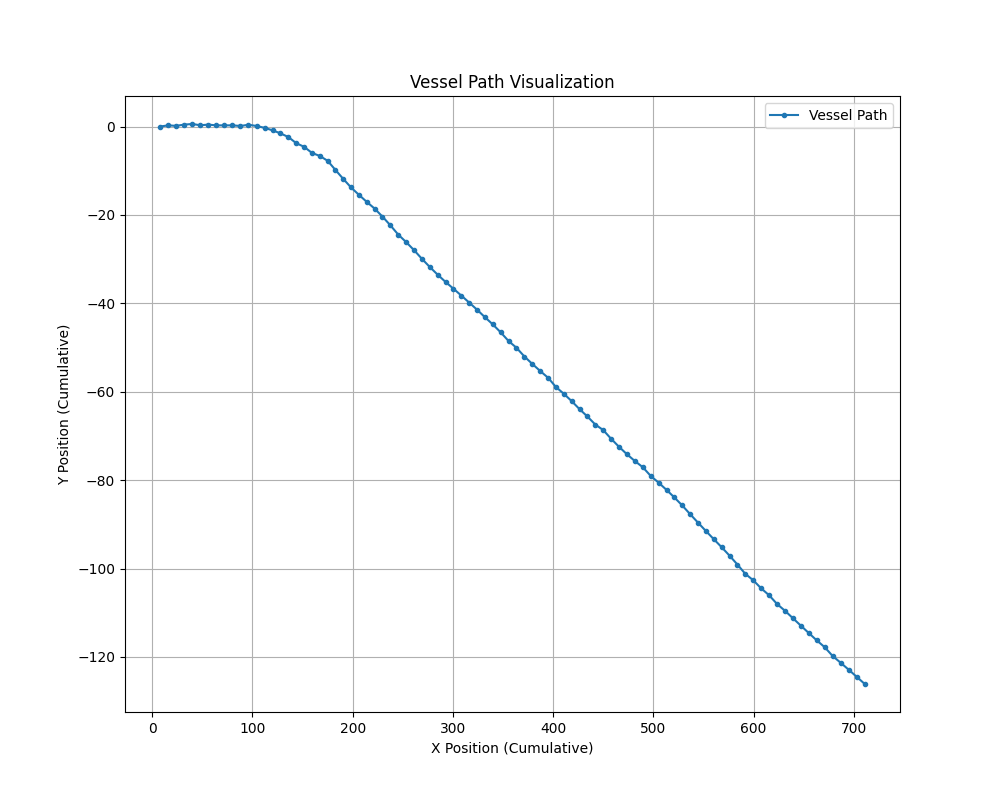 Vessel Path Visualization
Vessel Path
Y Position (Cumulative)
0
−20
−40
−60
−80
−100
−120
0 100 200 300 400 500 600 700
X Position (Cumulative)